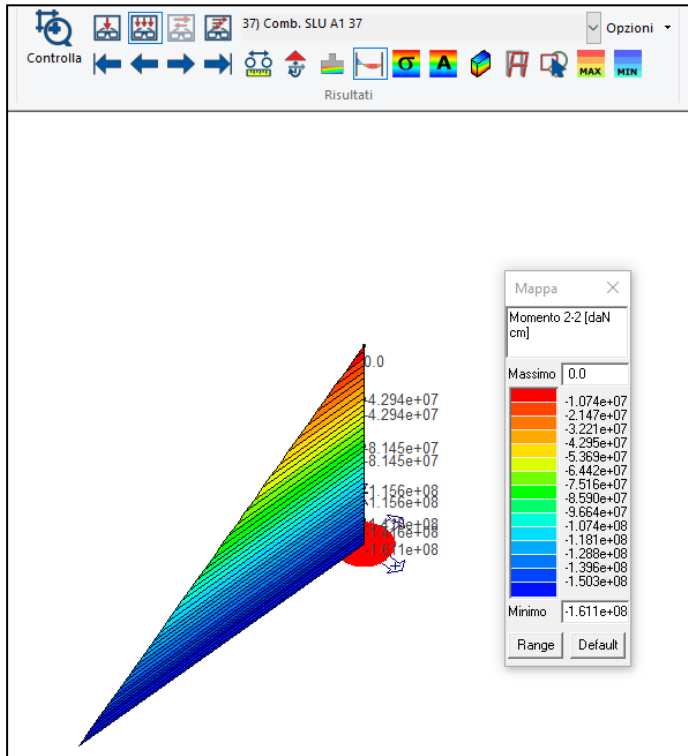 37) Comb. SLU A1 37
Opzioni
Controlla
σ
A
MAX
MIN
Risultati
Mappa
Momento 2-2 [daN
cm]
Massimo 0.0
-1.074e+07
-2.147e+07
-3.221e+07
-4.295e+07
-5.369e+07
-6.442e+07
-7.516e+07
-8.590e+07
-9.664e+07
-1.074e+08
-1.181e+08
-1.288e+08
-1.396e+08
-1.503e+08
Minimo -1.611e+08
Range Default
0.0
-4.294e+07
-4.294e+07
-8.145e+07
-8.145e+07
-1.156e+08
-1.156e+08
-1.611e+08